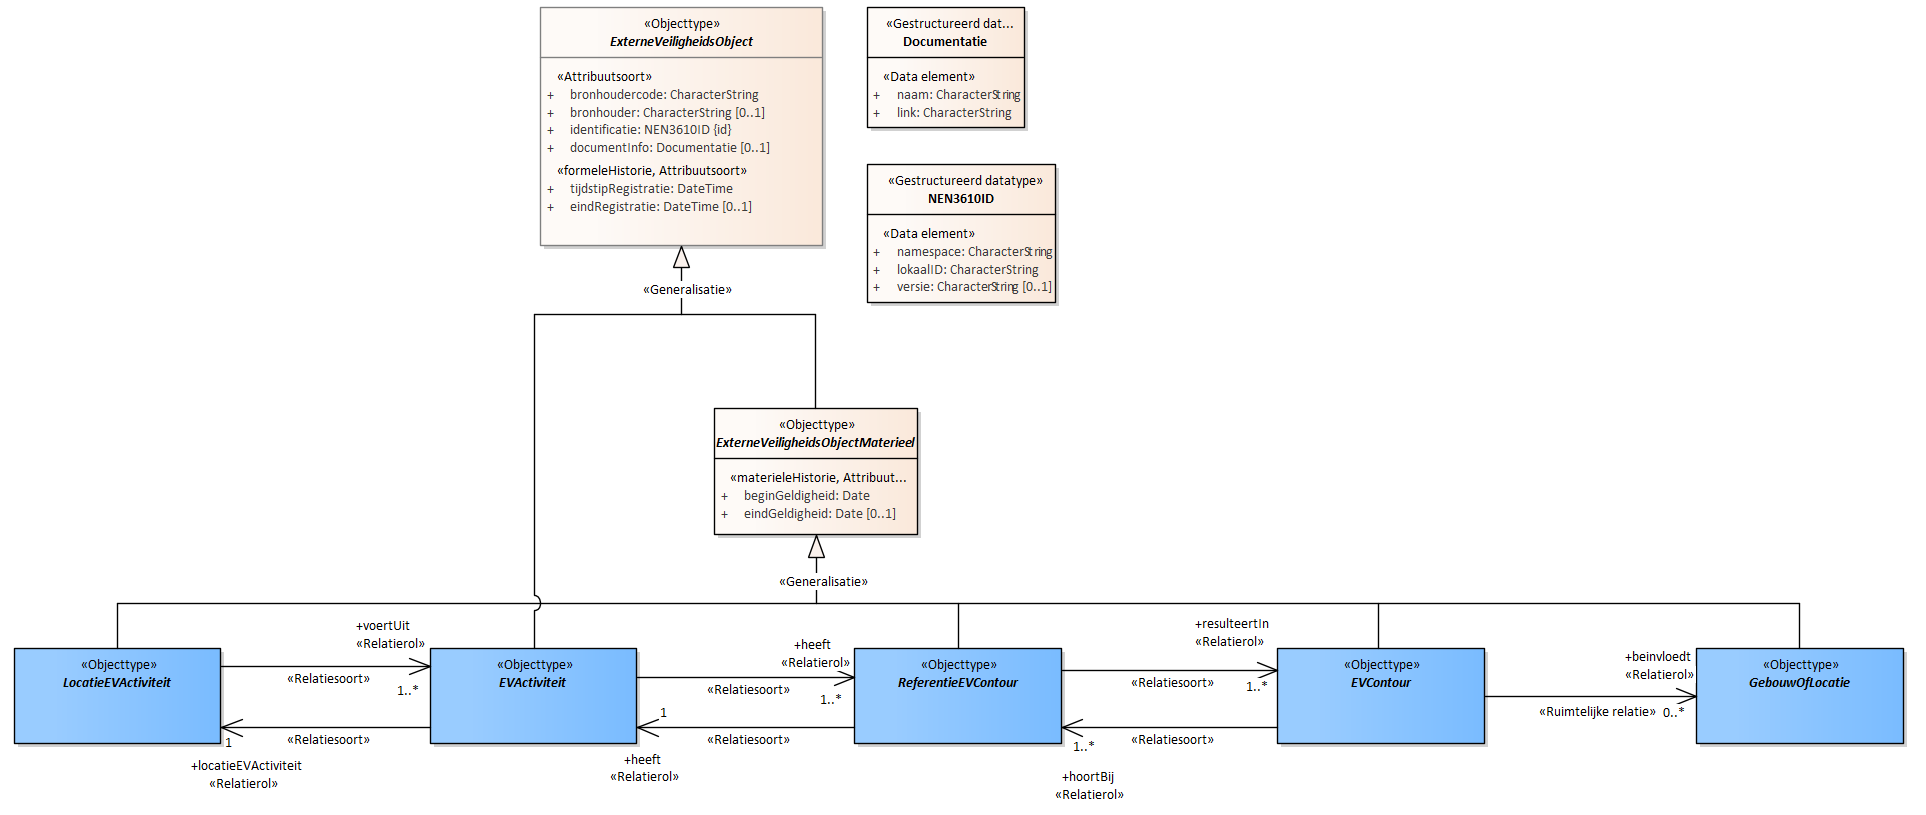 «Objecttype»
ExterneVeiligheidsObject
«Attribuutsoort»
+ bronhoudercode: CharacterString
+ bronhouder: CharacterString [0..1]
+ identificatie: NEN3610ID {id}
+ documentInfo: Documentatie [0..1]
«formeleHistorie, Attribuutsoort»
+ tijdstipRegistratie: DateTime
+ eindRegistratie: DateTime [0..1]
«Gestructureerd dat...
Documentatie
«Data element»
+ naam: CharacterString
+ link: CharacterString
«Gestructureerd datatype»
NEN3610ID
«Data element»
+ namespace: CharacterString
+ lokaalID: CharacterString
+ versie: CharacterString [0..1]
«Generalisatie»
«Objecttype»
ExterneVeiligheidsObjectMaterieel
«materieleHistorie, Attribuut...
+ beginGeldigheid: Date
+ eindGeldigheid: Date [0..1]
«Generalisatie»
«Objecttype»
LocatieEVActiviteit
+voertUit
«Relatierol»
1..*
«Relatiesoort»
«Relatiesoort»
1
+locatieEVActiviteit
«Relatierol»
«Objecttype»
EVActiviteit
+heeft
«Relatierol»
1..*
«Relatiesoort»
1
«Relatiesoort»
+heeft
«Relatierol»
«Objecttype»
ReferentieEVContour
+resulteertIn
«Relatierol»
1..*
«Relatiesoort»
«Relatiesoort»
1..*
+hoortBij
«Relatierol»
«Objecttype»
EVContour
+beinvloedt
«Relatierol»
«Ruimtelijke relatie» 0..*
«Objecttype»
GebouwOfLocatie